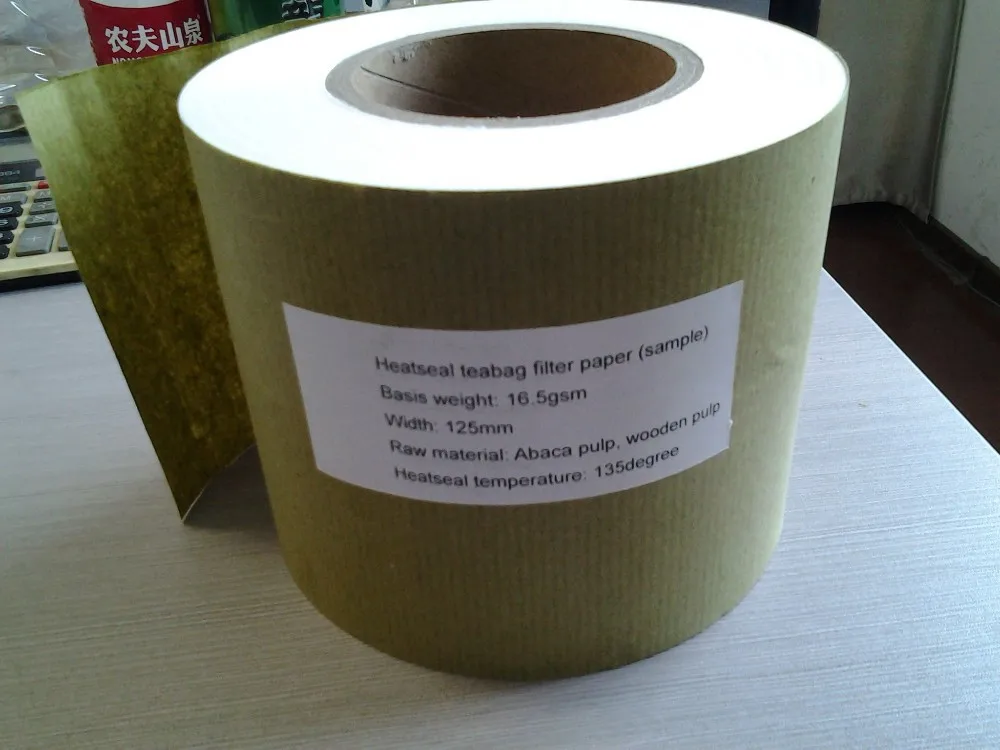 农夫山泉
Heatseal teabag filter paper (sample)
Basis weight: 16.5gsm
Width: 125mm
Raw material: Abaca pulp, wooden pulp
Heatseal temperature: 135degree